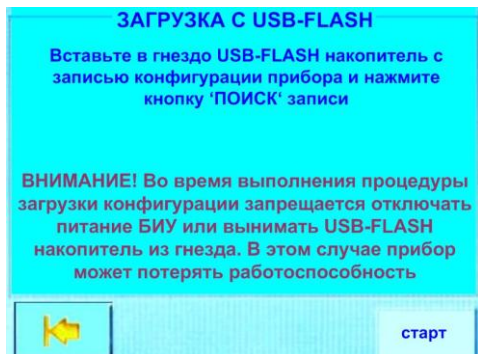 ЗАГРУЗКА С USB-FLASH
Вставьте в гнездо USB-FLASH накопитель с
записью конфигурации прибора и нажмите
кнопку ‘ПОИСК‘ записи
ВНИМАНИЕ! Во время выполнения процедуры
загрузки конфигурации запрещается отключать
питание БИУ или вынимать USB-FLASH
накопитель из гнезда. В этом случае прибор
может потерять работоспособность
старт